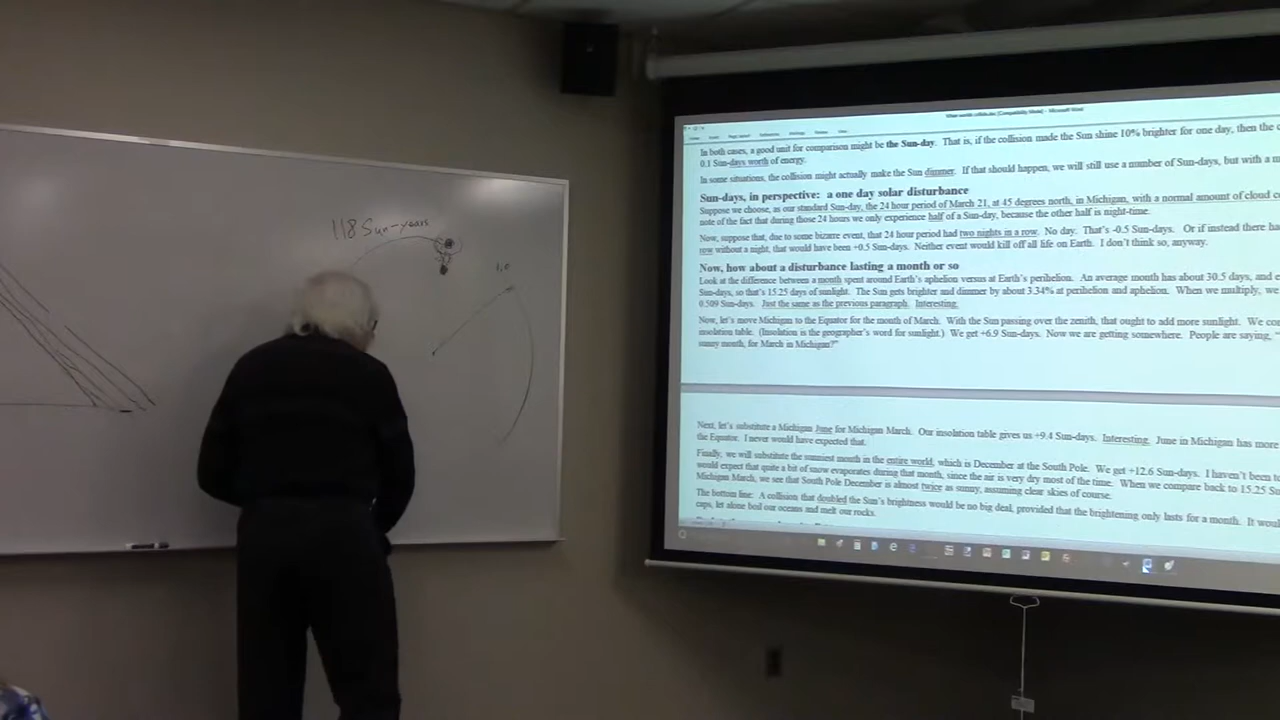 118 Sun-years
1.0
In both cases, a good unit for comparison might be the Sun-day. That is, if the collision made the Sun shine 10% brighter for one day, then the
0.1 Sun-days worth of energy.
In some situations, the collision might actually make the Sun dimmer. If that should happen, we will still use a number of Sun-days, but with a
Sun-days, in perspective: a one day solar disturbance
Suppose we choose, as our standard Sun-day, the 24 hour period of March 21, at 45 degrees north, in Michigan, with a normal amount of cloud
note of the fact that during those 24 hours we only experience half of a Sun-day, because the other half is night-time.
Now, suppose that, due to some bizarre event, that 24 hour period had two nights in a row. No day. That's -0.5 Sun-days. Or if instead there
row without a night, that would have been +0.5 Sun-days. Neither event would kill off all life on Earth. I don't think so, anyway.
Now, how about a disturbance lasting a month or so
Look at the difference between a month spent around Earth's aphelion versus at Earth's perihelion. An average month has about 30.5 days, and
Sun-days, so that's 15.25 days of sunlight. The Sun gets brighter and dimmer by about 3.34% at perihelion and aphelion. When we multiply, we
0.509 Sun-days. Just the same as the previous paragraph. Interesting.
Now, let's move Michigan to the Equator for the month of March. With the Sun passing over the zenith, that ought to add more sunlight. We
insolation table. (Insolation is the geographer's word for sunlight.) We get +6.9 Sun-days. Now we are getting somewhere. People are saying,
sunny month, for March in Michigan?"
Next, let's substitute a Michigan June for Michigan March. Our insolation table gives us +9.4 Sun-days. Interesting. June in Michigan has more
the Equator. I never would have expected that.
Finally, we will substitute the sunniest month in the entire world, which is December at the South Pole. We get +12.6 Sun-days. I haven't been
would expect that quite a bit of snow evaporates during that month, since the air is very dry most of the time. When we compare back to 15.25
Michigan March, we see that South Pole December is almost twice as sunny, assuming clear skies of course.
The bottom line: A collision that doubled the Sun's brightness would be no big deal, provided that the brightening only lasts for a month. It
caps, let alone boil our oceans and melt our rocks.